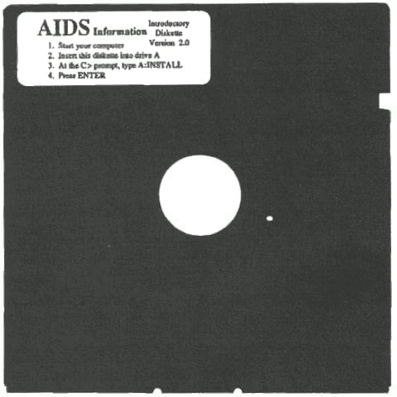 AIDS Information Introductory Diskette Version 2.0
1. Start your computer
2. Insert this diskette into drive A
3. At the C> prompt, type A:INSTALL
4. Press ENTER